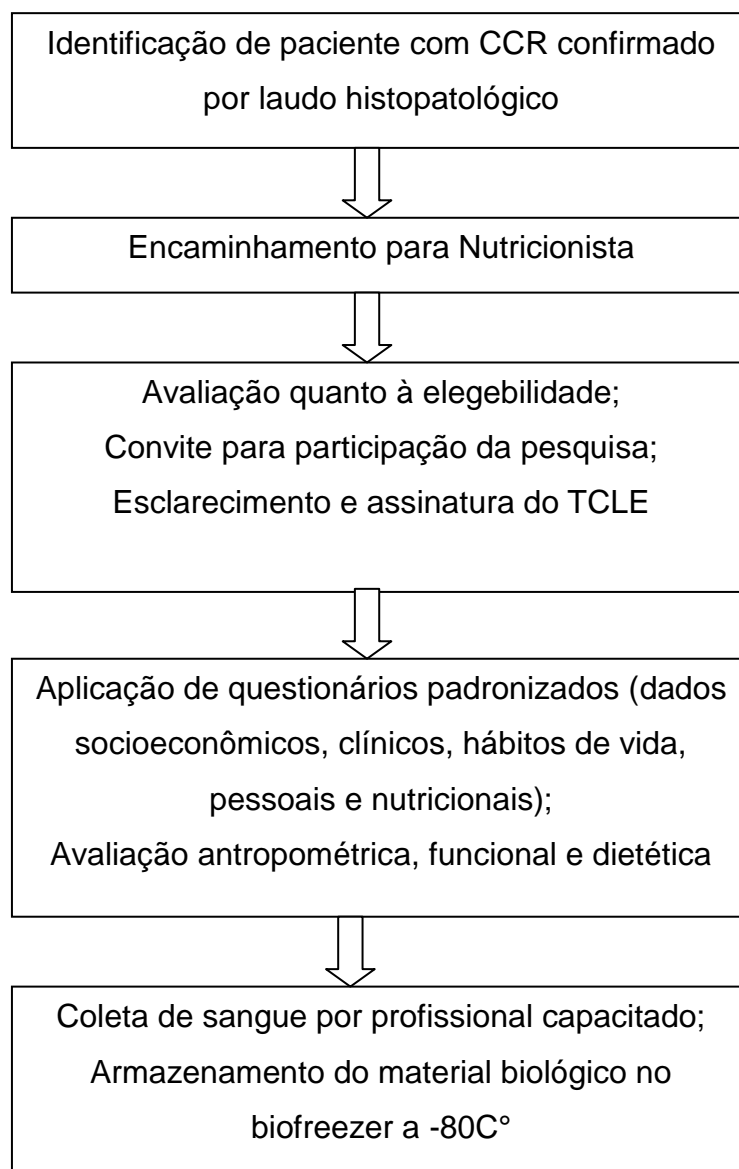 Identificação de paciente com CCR confirmado
por laudo histopatológico
Encaminhamento para Nutricionista
Avaliação quanto à elegebilidade;
Convite para participação da pesquisa;
Esclarecimento e assinatura do TCLE
Aplicação de questionários padronizados (dados
socioeconômicos, clínicos, hábitos de vida,
pessoais e nutricionais);
Avaliação antropométrica, funcional e dietética
Coleta de sangue por profissional capacitado;
Armazenamento do material biológico no
biofreezer a -80C°